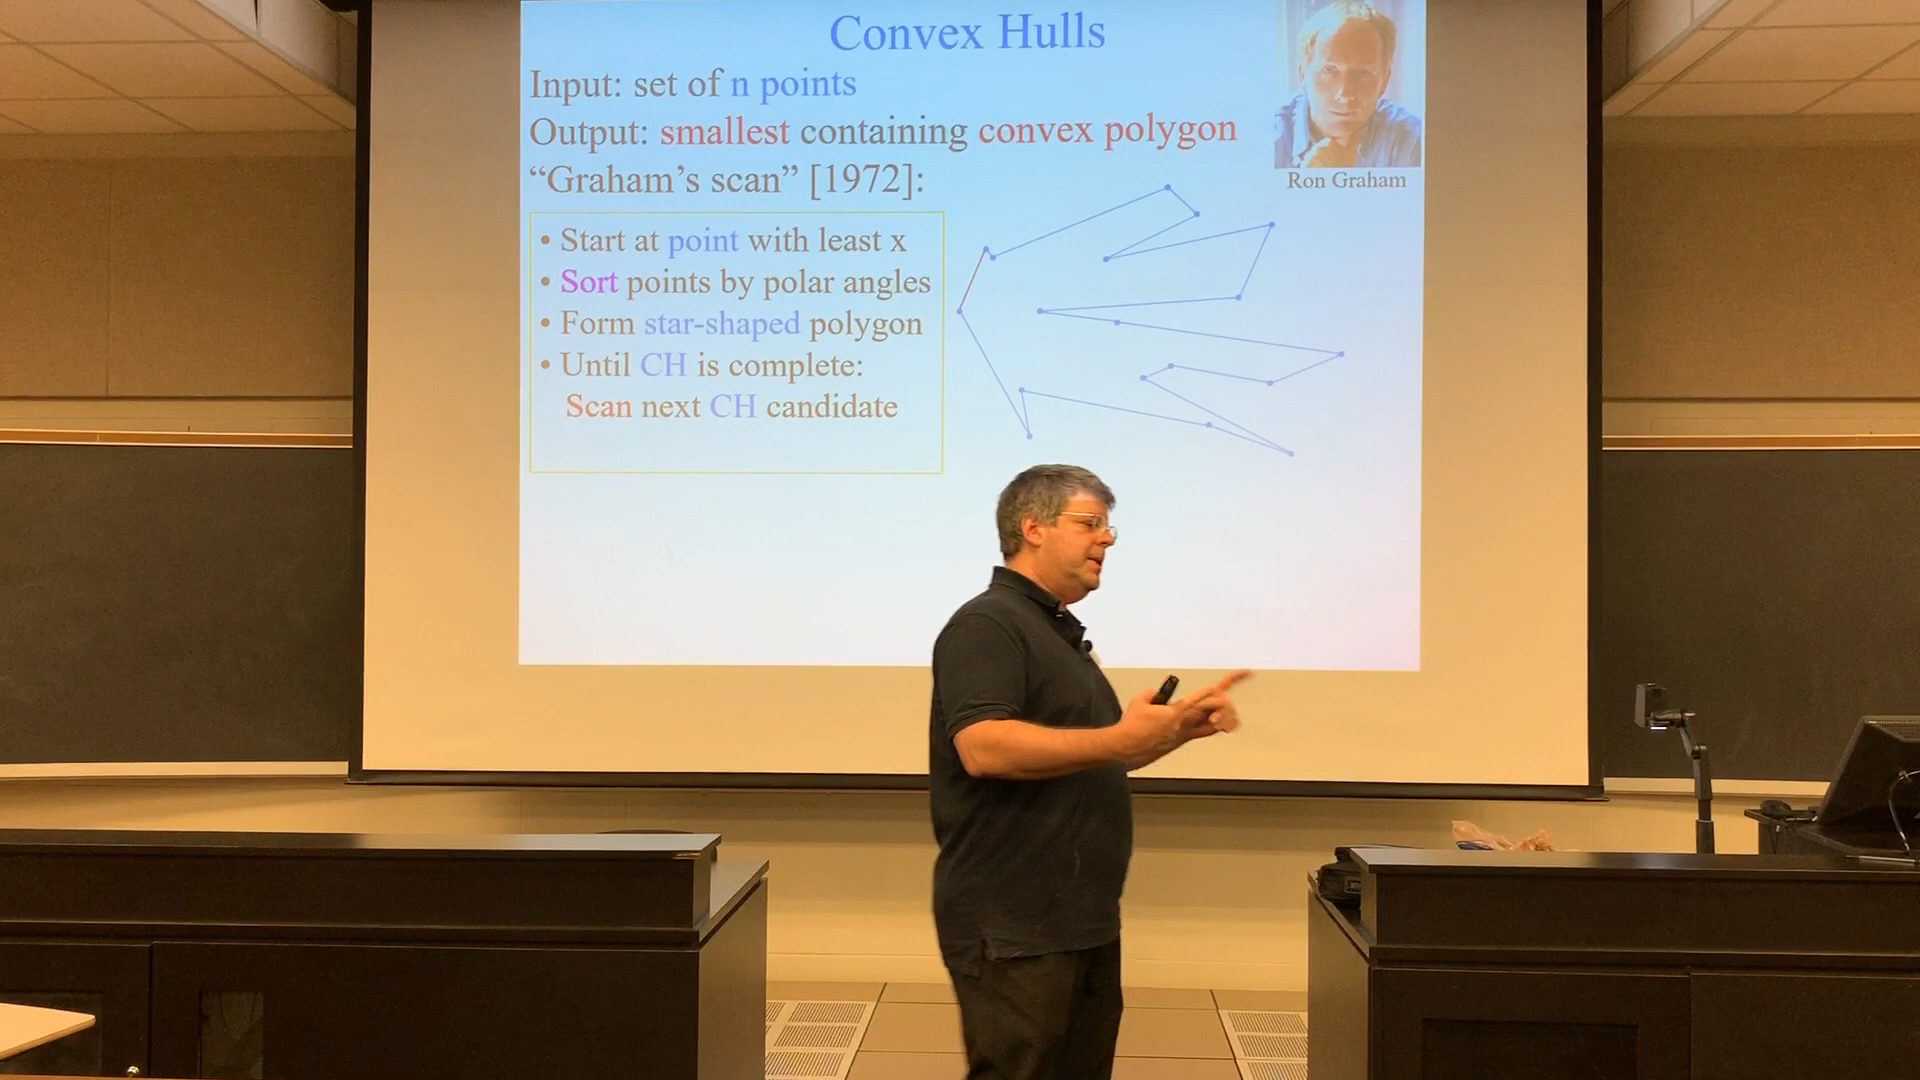 Convex Hulls
Input: set of n points
Output: smallest containing convex polygon
“Graham’s scan” [1972]:
Ron Graham
• Start at point with least x
• Sort points by polar angles
• Form star-shaped polygon
• Until CH is complete:
Scan next CH candidate